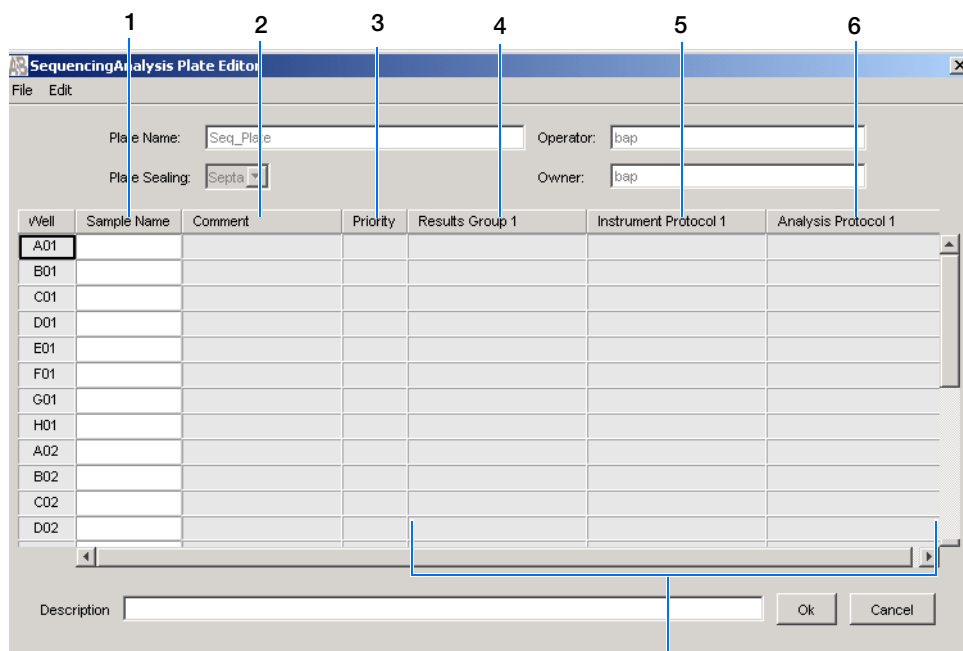 1 2 3 4 5 6
SequencingAnalysis Plate Editor
File Edit
Plate Name: Seq_Plate Operator: bap
Plate Sealing: Septa Owner: bap
Well Sample Name Comment Priority Results Group 1 Instrument Protocol 1 Analysis Protocol 1
A01
B01
C01
D01
E01
F01
G01
H01
A02
B02
C02
D02
Description Ok Cancel